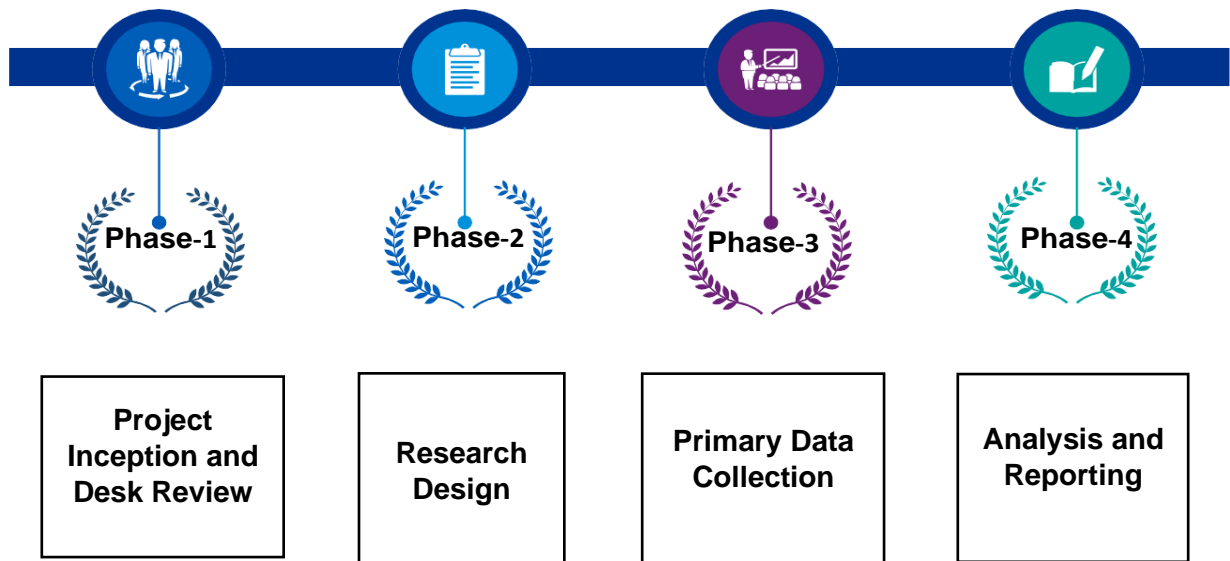 Phase-1
Phase-2
Phase-3
Phase-4
Project
Inception and
Desk Review
Research
Design
Primary Data
Collection
Analysis and
Reporting